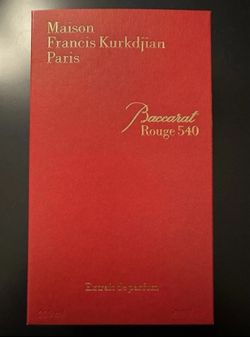 Maison
Francis Kurkdjian
Paris
Baccarat
Rouge 540
Extrait de parfum